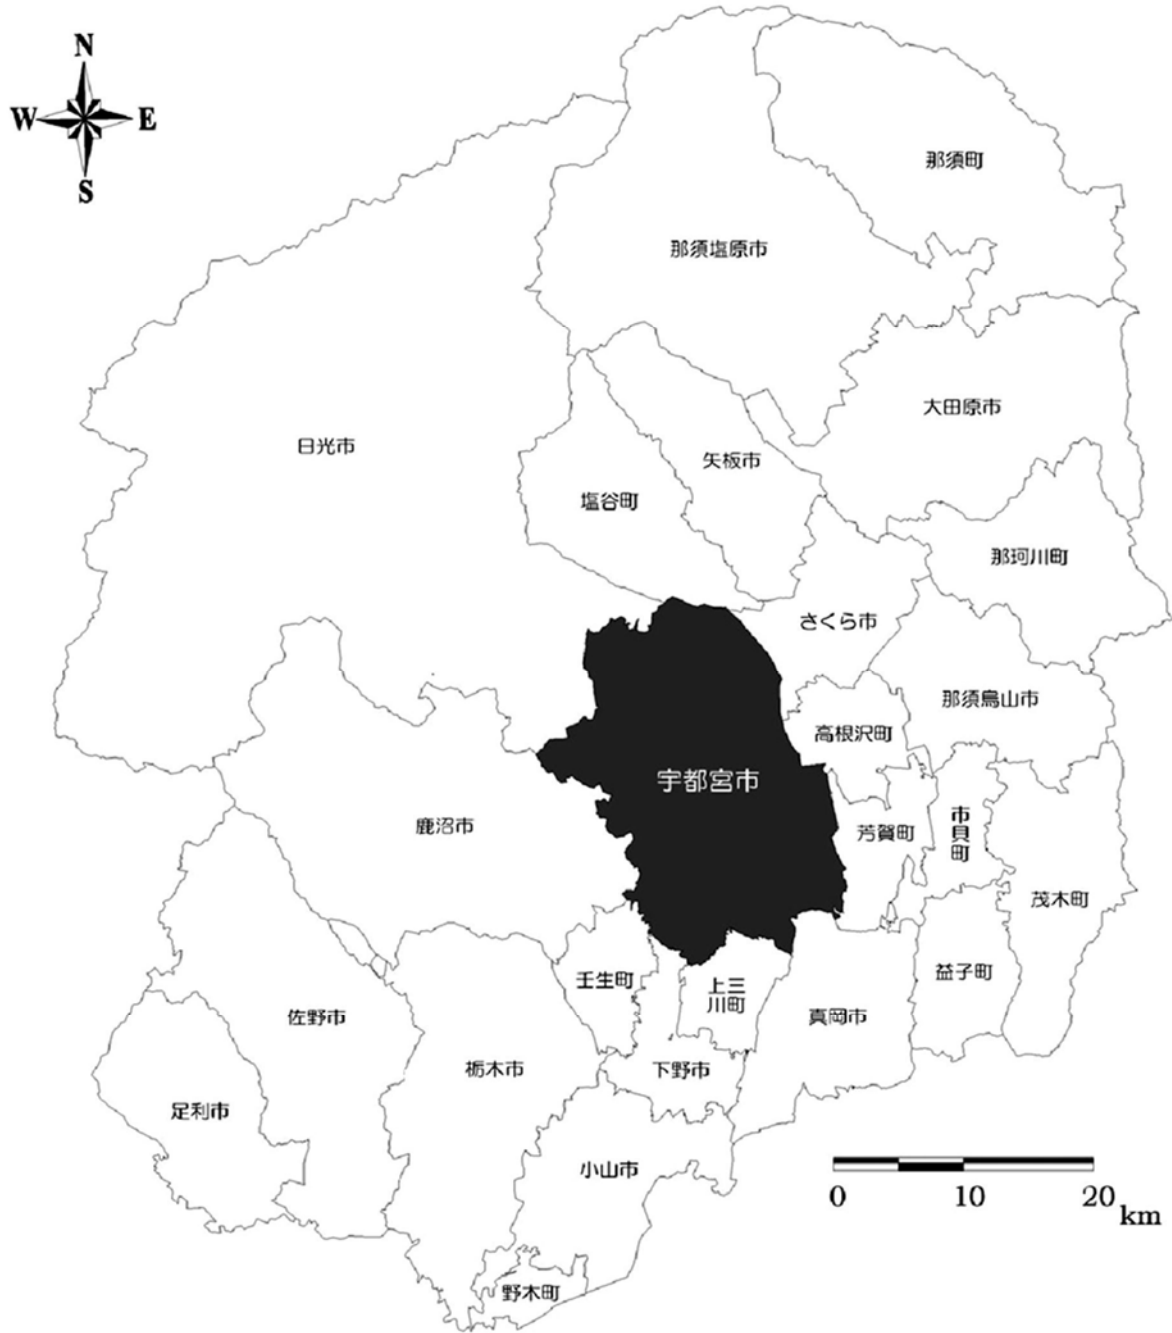 N
W
E
S
那須町
那須塩原市
大田原市
日光市
矢板市
塩谷町
那珂川町
さくら市
那須烏山市
高根沢町
宇都宮市
鹿沼市
芳賀町
市貝町
茂木町
益子町
壬生町
上三
川町
佐野市
真岡市
栃木市
下野市
足利市
小山市
野木町
0 10 20
km